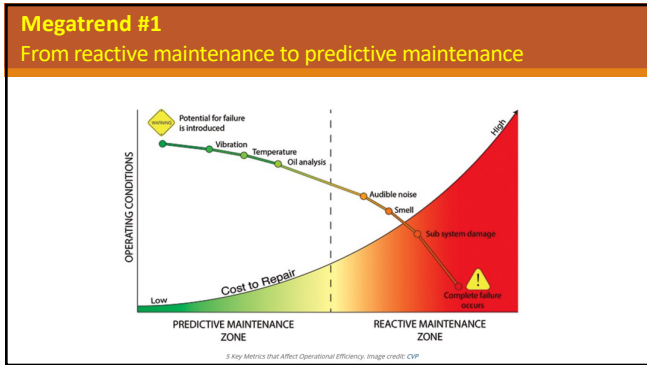 Megatrend #1
From reactive maintenance to predictive maintenance
WARNING
Potential for failure
is introduced
Vibration
Temperature
Oil analysis
Audible noise
Smell
Sub system damage
!
Complete failure
occurs
High
Cost to Repair
Low
OPERATING CONDITIONS
PREDICTIVE MAINTENANCE
ZONE
REACTIVE MAINTENANCE
ZONE
5 Key Metrics that Affect Operational Efficiency. Image credit: CVP